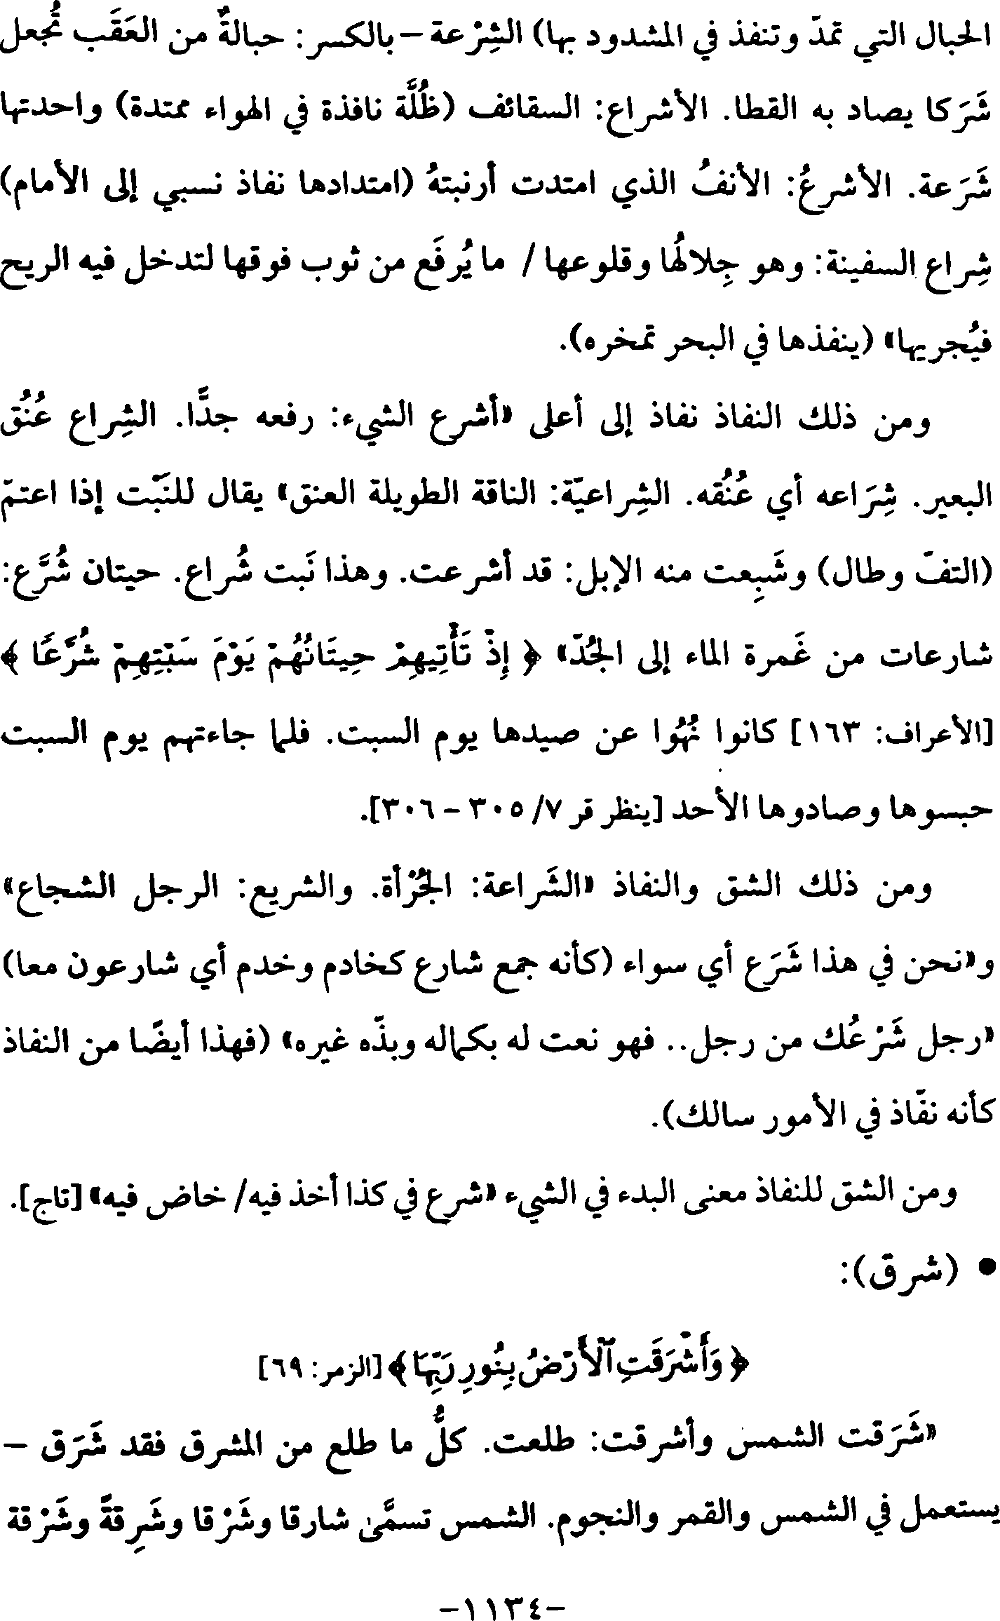 الحبال التي تمدّ وتنفذ في المشدود بها) الشِرْعة – بالكسر: حبالةٌ من العَقَب تُجعل
شَرَكا يصاد به القطا. الأشراع: السقائف (ظُلَّة نافذة في الهواء ممتدة) واحدتها
شَرَعة. الأشرعُ: الأنفُ الذي امتدت أرنبتهُ (امتدادها نفاذ نسبي إلى الأمام)
شِراع السفينة: وهو جِلالُها وقلوعها / ما يُرفَع من ثوب فوقها لتدخل فيه الريح
فيُجريها» (ينفذها في البحر تمخره).
ومن ذلك النفاذ نفاذ إلى أعلى «أشرع الشيء: رفعه جدًّا. الشِراع عُنُق
البعير. شِرَاعه أي عُنُقه. الشِراعيّة: الناقة الطويلة العنق» يقال للنَبْت إذا اعتمّ
(التفّ وطال) وشَبِعت منه الإبل: قد أشرعت. وهذا نَبت شُراع. حيتان شُرَّع:
شارعات من غَمرة الماء إلى الجُدّ» ﴿ إِذْ تَأْتِيهِمْ حِيتَانُهُمْ يَوْمَ سَبْتِهِمْ شُرَّعًا ﴾
[الأعراف: ١٦٣] كانوا نُهُوا عن صيدها يوم السبت. فلما جاءتهم يوم السبت
حبسوها وصادوها الأحد [ينظر قر ٧/ ٣٠٥ – ٣٠٦].
ومن ذلك الشق والنفاذ «الشَراعة: الجُرْأة. والشريع: الرجل الشجاع»
و«نحن في هذا شَرَع أي سواء (كأنه جمع شارع كخادم وخدم أي شارعون معا)
«رجل شَرْعُك من رجل.. فهو نعت له بكماله وبذّه غيره» (فهذا أيضًا من النفاذ
كأنه نفّاذ في الأمور سالك).
ومن الشق للنفاذ معنى البدء في الشيء «شرع في كذا أخذ فيه/ خاض فيه» [تاج].
• (شرق):
﴿ وَأَشْرَقَتِ ٱلْأَرْضُ بِنُورِ رَبِّهَا ﴾ [الزمر: ٦٩]
«شَرَقت الشمس وأشرقت: طلعت. كلُّ ما طلع من المشرق فقد شَرَق –
يستعمل في الشمس والقمر والنجوم. الشمس تسمَّى شارقا وشَرْقا وشَرِقةً وشَرْقة
-١١٣٤-